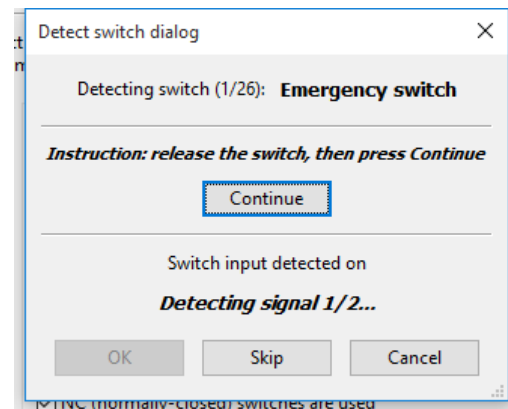 Detect switch dialog
Detecting switch (1/26): Emergency switch
Instruction: release the switch, then press Continue
Continue
Switch input detected on
Detecting signal 1/2...
OK Skip Cancel
NC (normally-closed) switches are used